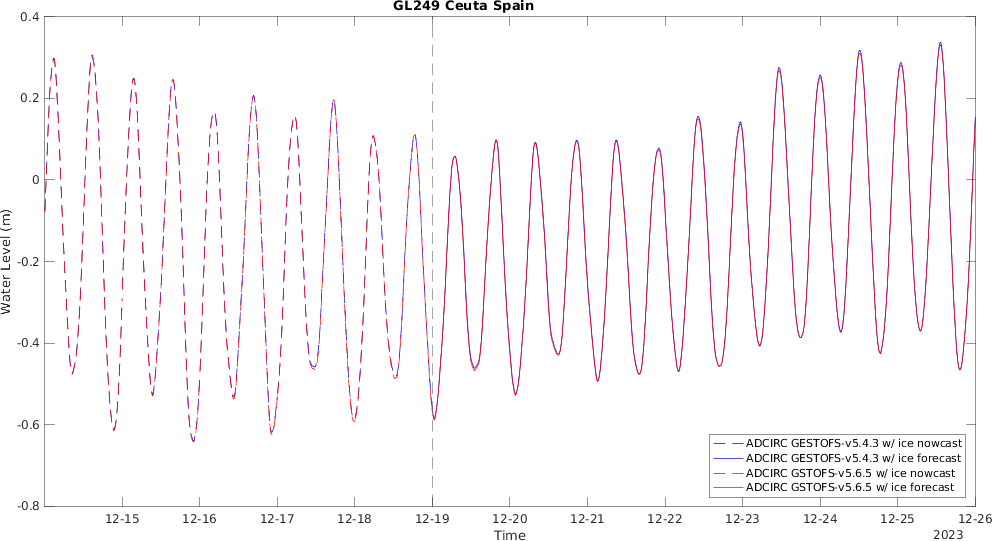 GL249 Ceuta Spain
0.4
0.2
0
-0.2
-0.4
-0.6
-0.8
Water Level (m)
ADCIRC GESTOFS-v5.4.3 w/ ice nowcast
ADCIRC GESTOFS-v5.4.3 w/ ice forecast
ADCIRC GSTOFS-v5.6.5 w/ ice nowcast
ADCIRC GSTOFS-v5.6.5 w/ ice forecast
12-15 12-16 12-17 12-18 12-19 12-20 12-21 12-22 12-23 12-24 12-25 12-26
Time
2023